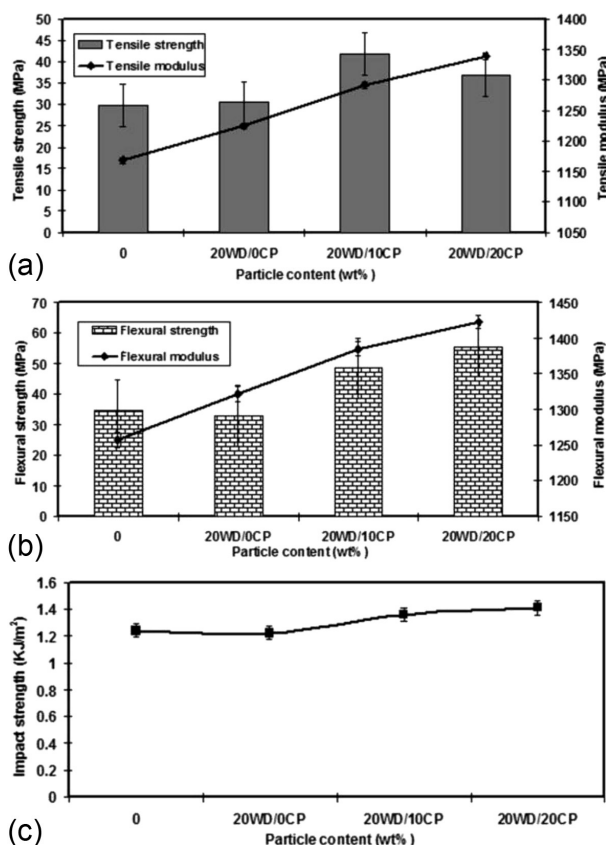 50
45
40
35
30
25
20
15
10
5
0
Tensile strength (MPa)
Tensile strength
Tensile modulus
1400
1350
1300
1250
1200
1150
1100
1050
Tensile modulus (MPa)
0 20WD/0CP 20WD/10CP 20WD/20CP
Particle content (wt% )
(a)
70
60
50
40
30
20
10
0
Flexural strength (MPa)
Flexural strength
Flexural modulus
1450
1400
1350
1300
1250
1200
1150
Flexural modulus (MPa)
0 20WD/0CP 20WD/10CP 20WD/20CP
Particle content (wt%)
(b)
1.6
1.4
1.2
1
0.8
0.6
0.4
0.2
0
Impact strength (KJ/m²)
0 20WD/0CP 20WD/10CP 20WD/20CP
Particle content (wt%)
(c)